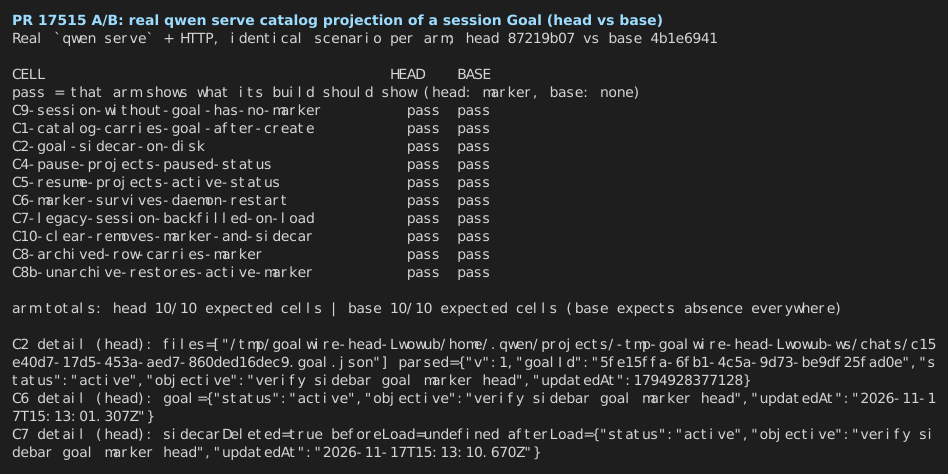 PR 17515 A/B: real qwen serve catalog projection of a session Goal (head vs base)
Real `qwen serve` + HTTP, identical scenario per arm; head 87219b07 vs base 4b1e6941
CELL HEAD BASE
pass = that arm shows what its build should show (head: marker, base: none)
C9-session-without-goal-has-no-marker pass pass
C1-catalog-carries-goal-after-create pass pass
C2-goal-sidecar-on-disk pass pass
C4-pause-projects-paused-status pass pass
C5-resume-projects-active-status pass pass
C6-marker-survives-daemon-restart pass pass
C7-legacy-session-backfilled-on-load pass pass
C10-clear-removes-marker-and-sidecar pass pass
C8-archived-row-carries-marker pass pass
C8b-unarchive-restores-active-marker pass pass
arm totals: head 10/10 expected cells | base 10/10 expected cells (base expects absence everywhere)
C2 detail (head): files=["/tmp/goalwire-head-Lwowub/home/.qwen/projects/-tmp-goalwire-head-Lwowub-ws/chats/c15
e40d7-17d5-453a-aed7-860ded16dec9.goal.json"] parsed={"v":1,"goalId":"5fe15ffa-6fb1-4c5a-9d73-be9df25fad0e","s
tatus":"active","objective":"verify sidebar goal marker head","updatedAt":1794928377128}
C6 detail (head): goal={"status":"active","objective":"verify sidebar goal marker head","updatedAt":"2026-11-1
7T15:13:01.307Z"}
C7 detail (head): sidecarDeleted=true beforeLoad=undefined afterLoad={"status":"active","objective":"verify si
debar goal marker head","updatedAt":"2026-11-17T15:13:10.670Z"}